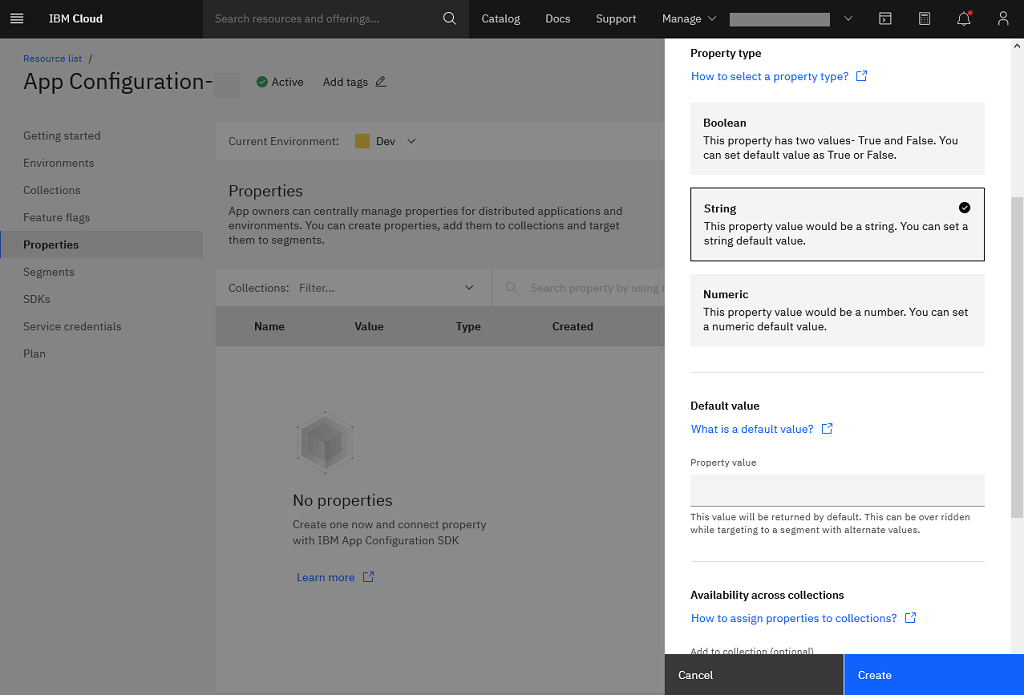 IBM Cloud
Search resources and offerings...
Catalog
Docs
Support
Manage
Resource list /
App Configuration-
Active
Add tags
Getting started
Environments
Collections
Feature flags
Properties
Segments
SDKs
Service credentials
Plan
Current Environment:
Dev
Properties
App owners can centrally manage properties for distributed applications and
environments. You can create properties, add them to collections and target
them to segments.
Collections: Filter...
Search property by using
Name Value Type Created
No properties
Create one now and connect property
with IBM App Configuration SDK
Learn more
Property type
How to select a property type?
Boolean
This property has two values- True and False. You
can set default value as True or False.
String
This property value would be a string. You can set a
string default value.
Numeric
This property value would be a number. You can set
a numeric default value.
Default value
What is a default value?
Property value
This value will be returned by default. This can be over ridden
while targeting to a segment with alternate values.
Availability across collections
How to assign properties to collections?
Add to collection (optional)
Cancel
Create